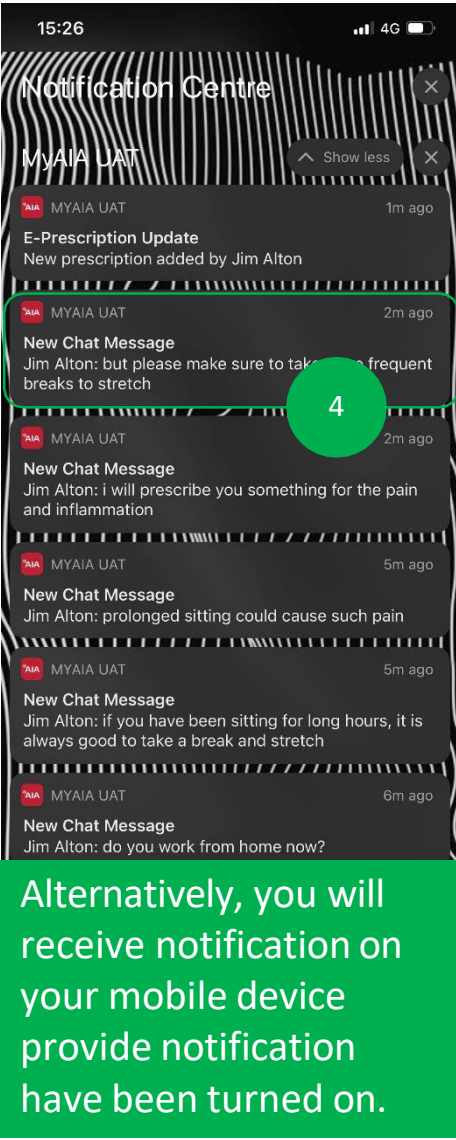 15:26
4G
Notification Centre
MyAIA UAT
Show less
AIA MYAIA UAT 1m ago
E-Prescription Update
New prescription added by Jim Alton
AIA MYAIA UAT 2m ago
New Chat Message
Jim Alton: but please make sure to take frequent
breaks to stretch
4
AIA MYAIA UAT 2m ago
New Chat Message
Jim Alton: i will prescribe you something for the pain
and inflammation
AIA MYAIA UAT 5m ago
New Chat Message
Jim Alton: prolonged sitting could cause such pain
AIA MYAIA UAT 5m ago
New Chat Message
Jim Alton: if you have been sitting for long hours, it is
always good to take a break and stretch
AIA MYAIA UAT 6m ago
New Chat Message
Jim Alton: do you work from home now?
Alternatively, you will
receive notification on
your mobile device
provide notification
have been turned on.